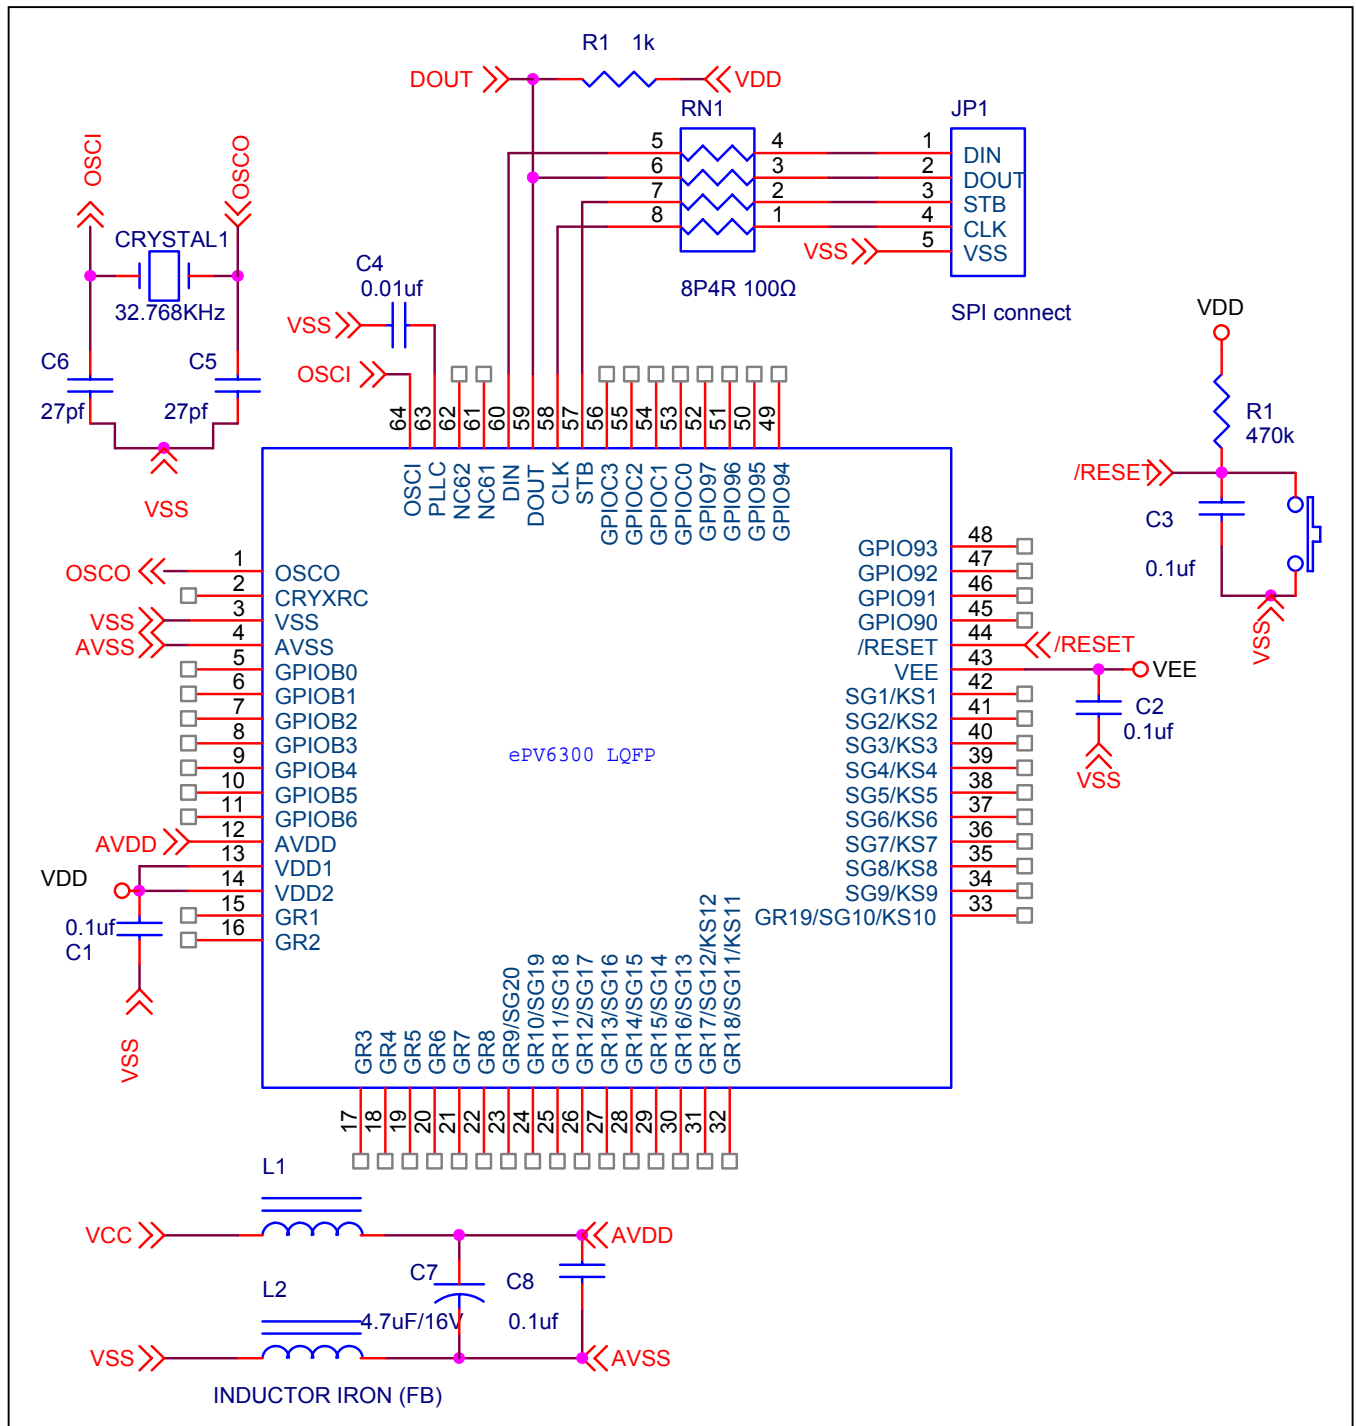 R1 1k
DOUT VDD
RN1 JP1
5 4 1 DIN
6 3 2 DOUT
7 2 3 STB
8 1 4 CLK
VSS 5 VSS
8P4R 100Ω
SPI connect
OSCI OSCO
CRYSTAL1
32.768KHz
C6 C5
27pf 27pf
VSS
C4
0.01uf
VSS
OSCI
VDD
R1
470k
/RESET
C3
0.1uf
VSS
64 63 62 61 60 59 58 57 56 55 54 53 52 51 50 49
OSCI PLLC NC62 NC61 DIN DOUT CLK STB GPIOC3 GPIOC2 GPIOC1 GPIOC0 GPIO97 GPIO96 GPIO95 GPIO94
OSCO 1 OSCO
2 CRYXRC
VSS 3 VSS
AVSS 4 AVSS
5 GPIOB0
6 GPIOB1
7 GPIOB2
8 GPIOB3
9 GPIOB4
10 GPIOB5
11 GPIOB6
AVDD 12 AVDD
13 VDD1
VDD 14 VDD2
15 GR1
16 GR2
0.1uf
C1
VSS
ePV6300 LQFP
GPIO93 48
GPIO92 47
GPIO91 46
GPIO90 45
/RESET 44 /RESET
VEE 43 VEE
SG1/KS1 42
SG2/KS2 41
SG3/KS3 40
SG4/KS4 39
SG5/KS5 38
SG6/KS6 37
SG7/KS7 36
SG8/KS8 35
SG9/KS9 34
GR19/SG10/KS10 33
C2
0.1uf
VSS
GR3 GR4 GR5 GR6 GR7 GR8 GR9/SG20 GR10/SG19 GR11/SG18 GR12/SG17 GR13/SG16 GR14/SG15 GR15/SG14 GR16/SG13 GR17/SG12/KS12 GR18/SG11/KS11
17 18 19 20 21 22 23 24 25 26 27 28 29 30 31 32
L1
VCC AVDD
C7 C8
L2
4.7uF/16V 0.1uf
VSS AVSS
INDUCTOR IRON (FB)